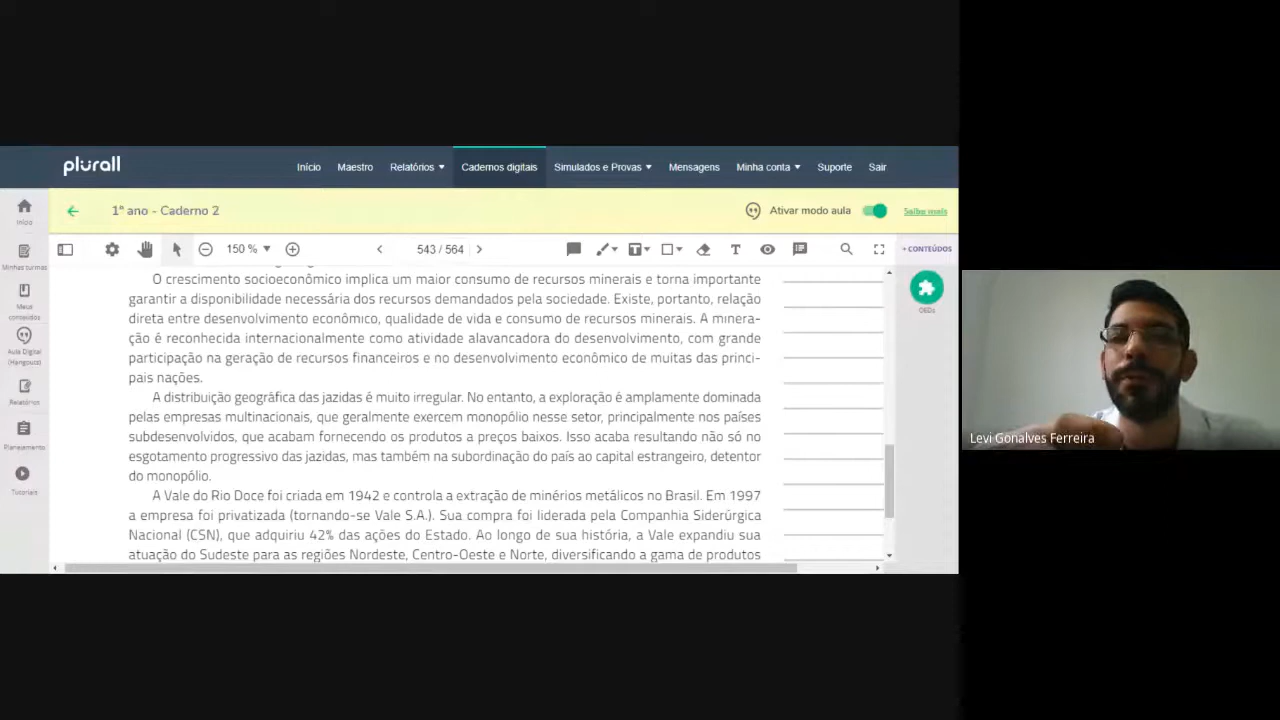 plurall
Início Maestro Relatórios Cadernos digitais Simulados e Provas Mensagens Minha conta Suporte Sair
Início
1º ano - Caderno 2
Ativar modo aula
Saiba mais
Minhas turmas
150 %
543 / 564
T
+ CONTEÚDOS
Meus conteúdos
OEDs
Aula Digital
(Hangouts)
Relatórios
Planejamento
Tutoriais
O crescimento socioeconômico implica um maior consumo de recursos minerais e torna importante
garantir a disponibilidade necessária dos recursos demandados pela sociedade. Existe, portanto, relação
direta entre desenvolvimento econômico, qualidade de vida e consumo de recursos minerais. A minera-
ção é reconhecida internacionalmente como atividade alavancadora do desenvolvimento, com grande
participação na geração de recursos financeiros e no desenvolvimento econômico de muitas das princi-
pais nações.
A distribuição geográfica das jazidas é muito irregular. No entanto, a exploração é amplamente dominada
pelas empresas multinacionais, que geralmente exercem monopólio nesse setor, principalmente nos países
subdesenvolvidos, que acabam fornecendo os produtos a preços baixos. Isso acaba resultando não só no
esgotamento progressivo das jazidas, mas também na subordinação do país ao capital estrangeiro, detentor
do monopólio.
A Vale do Rio Doce foi criada em 1942 e controla a extração de minérios metálicos no Brasil. Em 1997
a empresa foi privatizada (tornando-se Vale S.A.). Sua compra foi liderada pela Companhia Siderúrgica
Nacional (CSN), que adquiriu 42% das ações do Estado. Ao longo de sua história, a Vale expandiu sua
atuação do Sudeste para as regiões Nordeste, Centro-Oeste e Norte, diversificando a gama de produtos
Levi Gonalves Ferreira